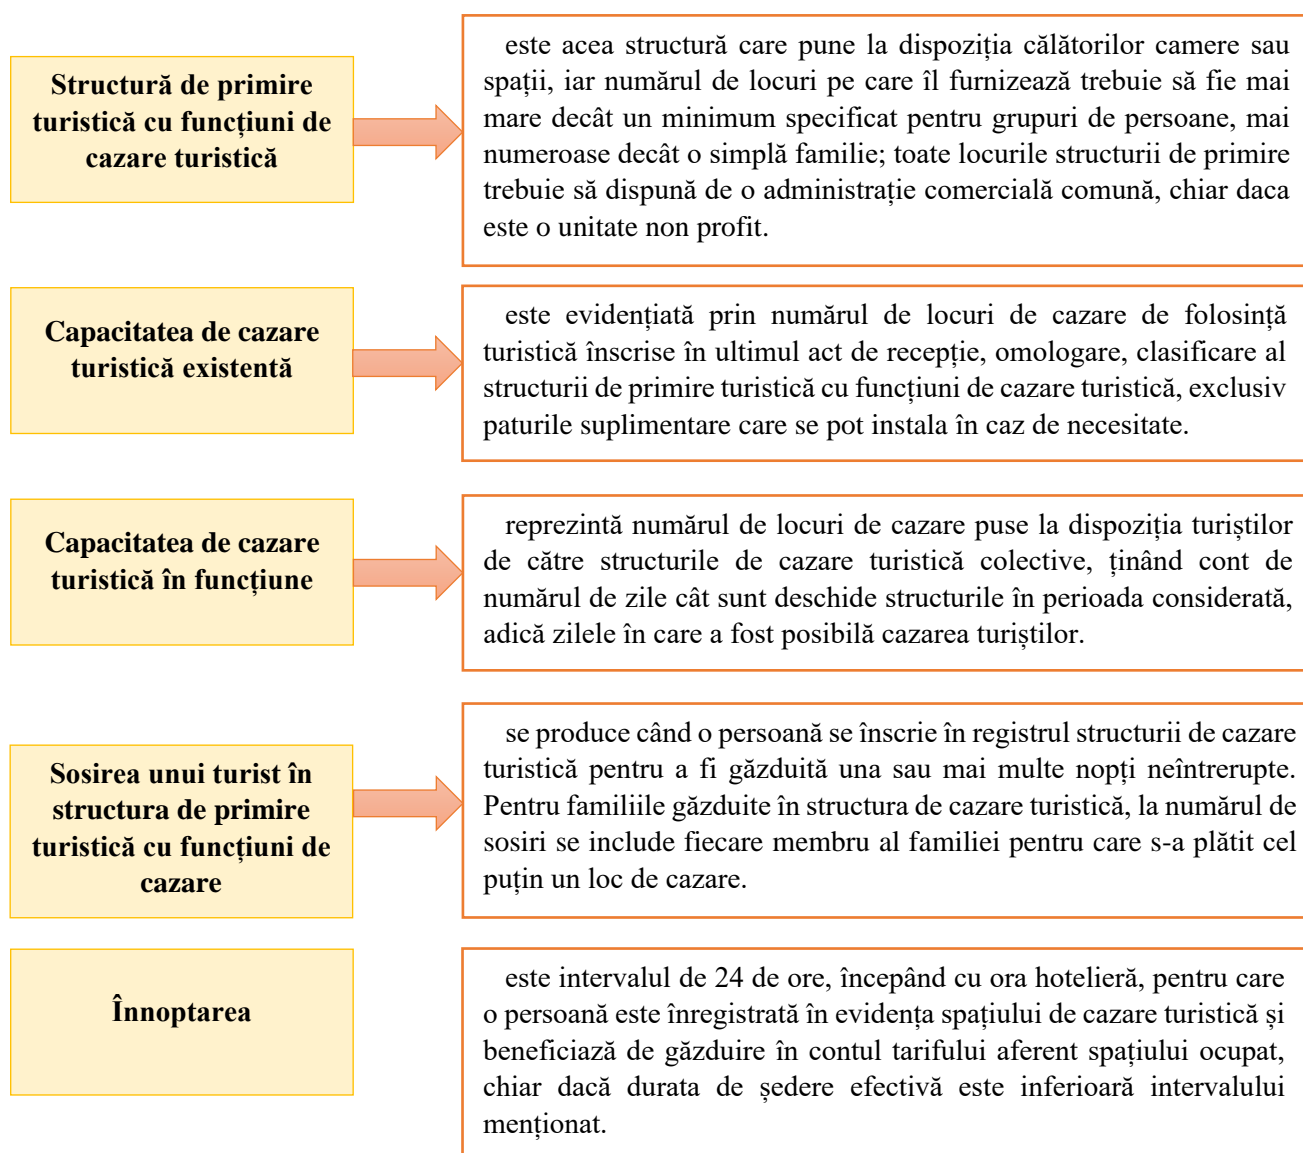 Structură de primire
turistică cu funcțiuni de
cazare turistică
este acea structură care pune la dispoziția călătorilor camere sau
spații, iar numărul de locuri pe care îl furnizează trebuie să fie mai
mare decât un minimum specificat pentru grupuri de persoane, mai
numeroase decât o simplă familie; toate locurile structurii de primire
trebuie să dispună de o administrație comercială comună, chiar daca
este o unitate non profit.
Capacitatea de cazare
turistică existentă
este evidențiată prin numărul de locuri de cazare de folosință
turistică înscrise în ultimul act de recepție, omologare, clasificare al
structurii de primire turistică cu funcțiuni de cazare turistică, exclusiv
paturile suplimentare care se pot instala în caz de necesitate.
Capacitatea de cazare
turistică în funcțiune
reprezintă numărul de locuri de cazare puse la dispoziția turiștilor
de către structurile de cazare turistică colective, ținând cont de
numărul de zile cât sunt deschide structurile în perioada considerată,
adică zilele în care a fost posibilă cazarea turiștilor.
Sosirea unui turist în
structura de primire
turistică cu funcțiuni de
cazare
se produce când o persoană se înscrie în registrul structurii de cazare
turistică pentru a fi găzduită una sau mai multe nopți neîntrerupte.
Pentru familiile găzduite în structura de cazare turistică, la numărul de
sosiri se include fiecare membru al familiei pentru care s-a plătit cel
puțin un loc de cazare.
Înnoptarea
este intervalul de 24 de ore, începând cu ora hotelieră, pentru care
o persoană este înregistrată în evidența spațiului de cazare turistică și
beneficiază de găzduire în contul tarifului aferent spațiului ocupat,
chiar dacă durata de ședere efectivă este inferioară intervalului
menționat.